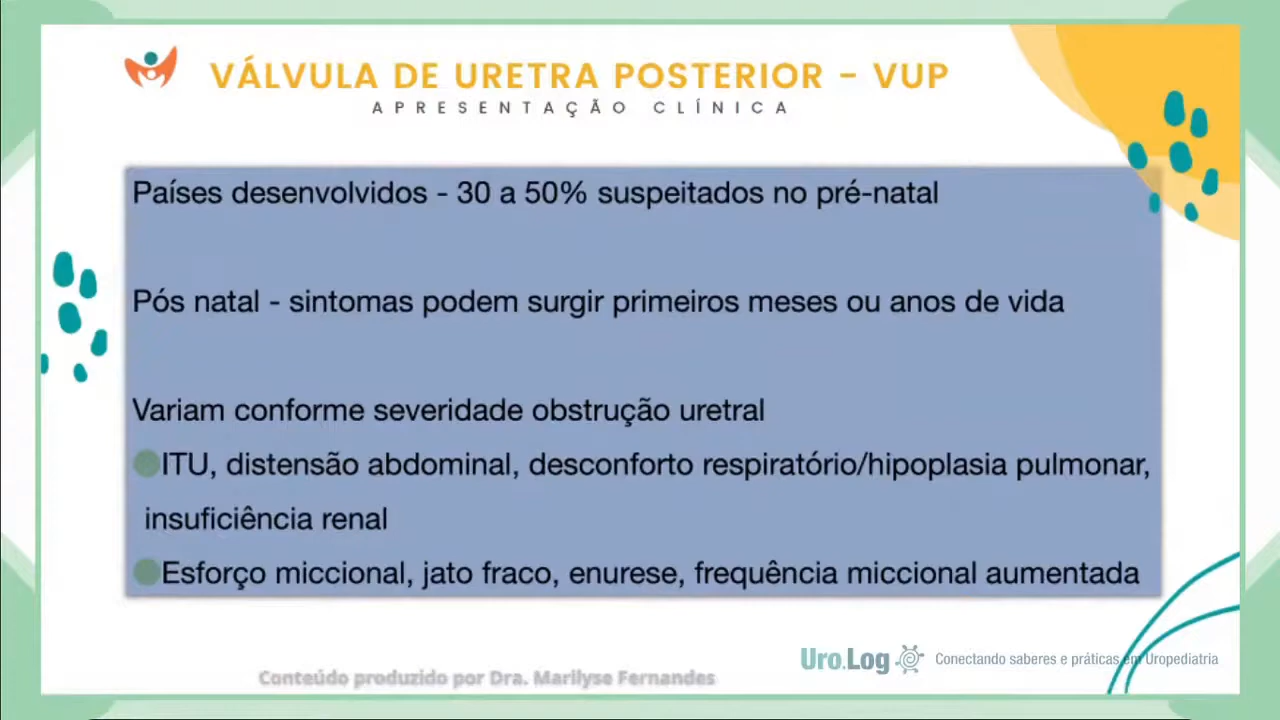 VÁLVULA DE URETRA POSTERIOR - VUP
APRESENTAÇÃO CLÍNICA
Países desenvolvidos - 30 a 50% suspeitados no pré-natal
Pós natal - sintomas podem surgir primeiros meses ou anos de vida
Variam conforme severidade obstrução uretral
ITU, distensão abdominal, desconforto respiratório/hipoplasia pulmonar,
insuficiência renal
Esforço miccional, jato fraco, enurese, frequência miccional aumentada
Uro.Log Conectando saberes e práticas em Uropediatria
Conteúdo produzido por Dra. Marilyse Fernandes